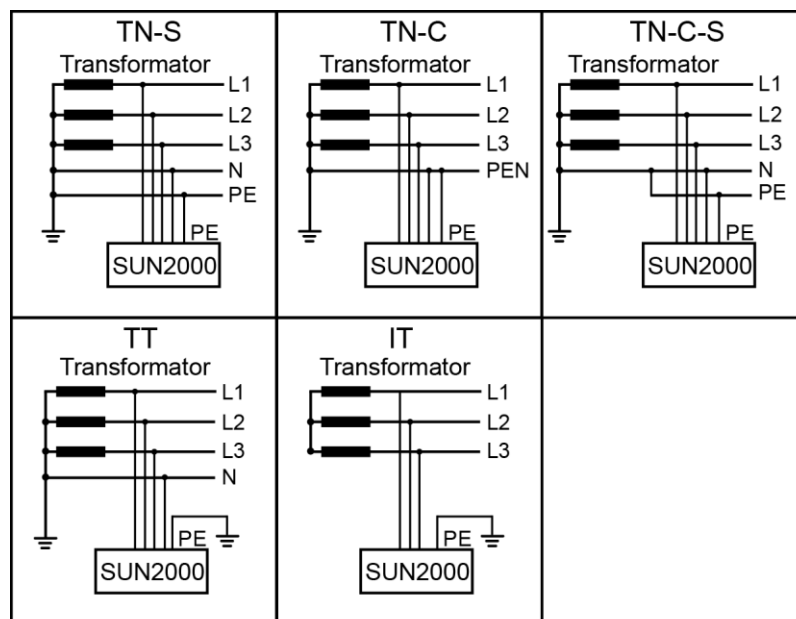 TN-S
Transformator
L1
L2
L3
N
PE
PE
SUN2000
TN-C
Transformator
L1
L2
L3
PEN
PE
SUN2000
TN-C-S
Transformator
L1
L2
L3
N
PE
PE
SUN2000
TT
Transformator
L1
L2
L3
N
PE
SUN2000
IT
Transformator
L1
L2
L3
PE
SUN2000